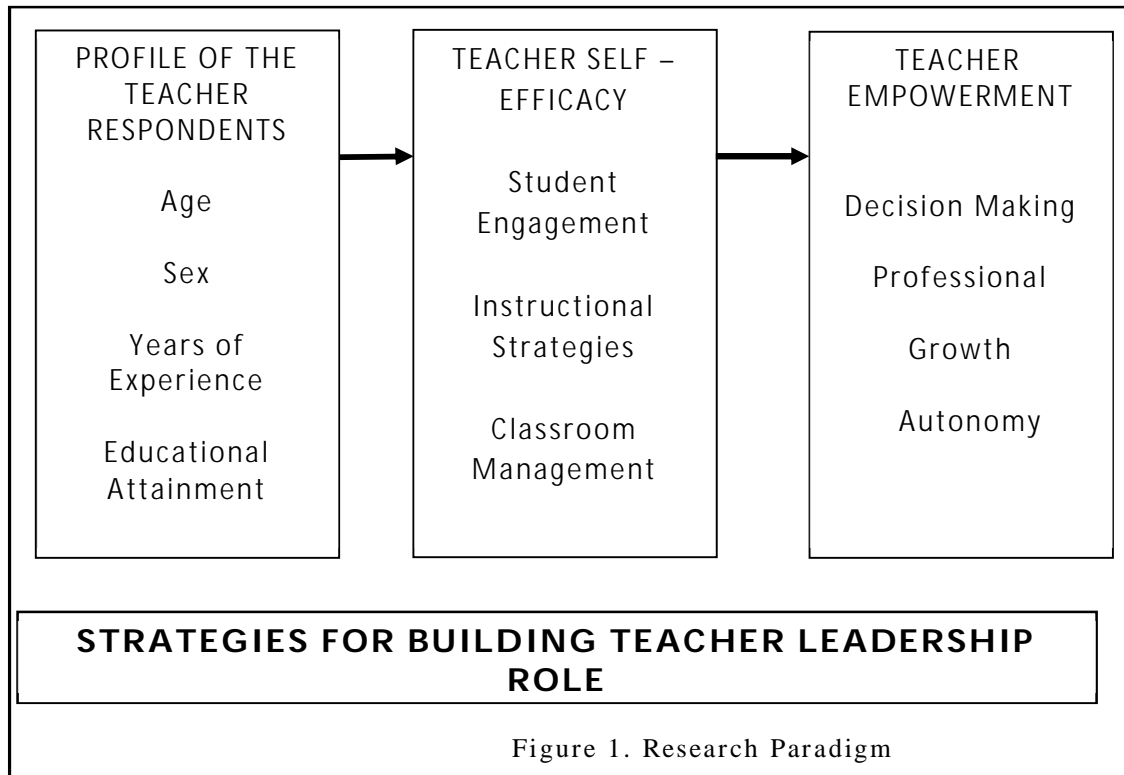 PROFILE OF THE
TEACHER
RESPONDENTS
Age
Sex
Years of
Experience
Educational
Attainment
TEACHER SELF –
EFFICACY
Student
Engagement
Instructional
Strategies
Classroom
Management
TEACHER
EMPOWERMENT
Decision Making
Professional
Growth
Autonomy
STRATEGIES FOR BUILDING TEACHER LEADERSHIP
ROLE
Figure 1. Research Paradigm